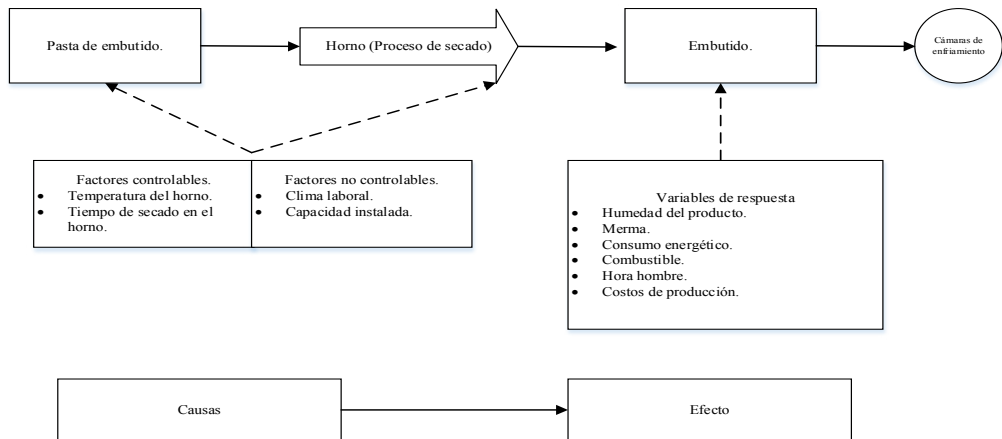 Pasta de embutido.
Horno (Proceso de secado)
Embutido.
Cámaras de
enfriamiento
Factores controlables.
• Temperatura del horno.
• Tiempo de secado en el
horno.
Factores no controlables.
• Clima laboral.
• Capacidad instalada.
Variables de respuesta
• Humedad del producto.
• Merma.
• Consumo energético.
• Combustible.
• Hora hombre.
• Costos de producción.
Causas
Efecto